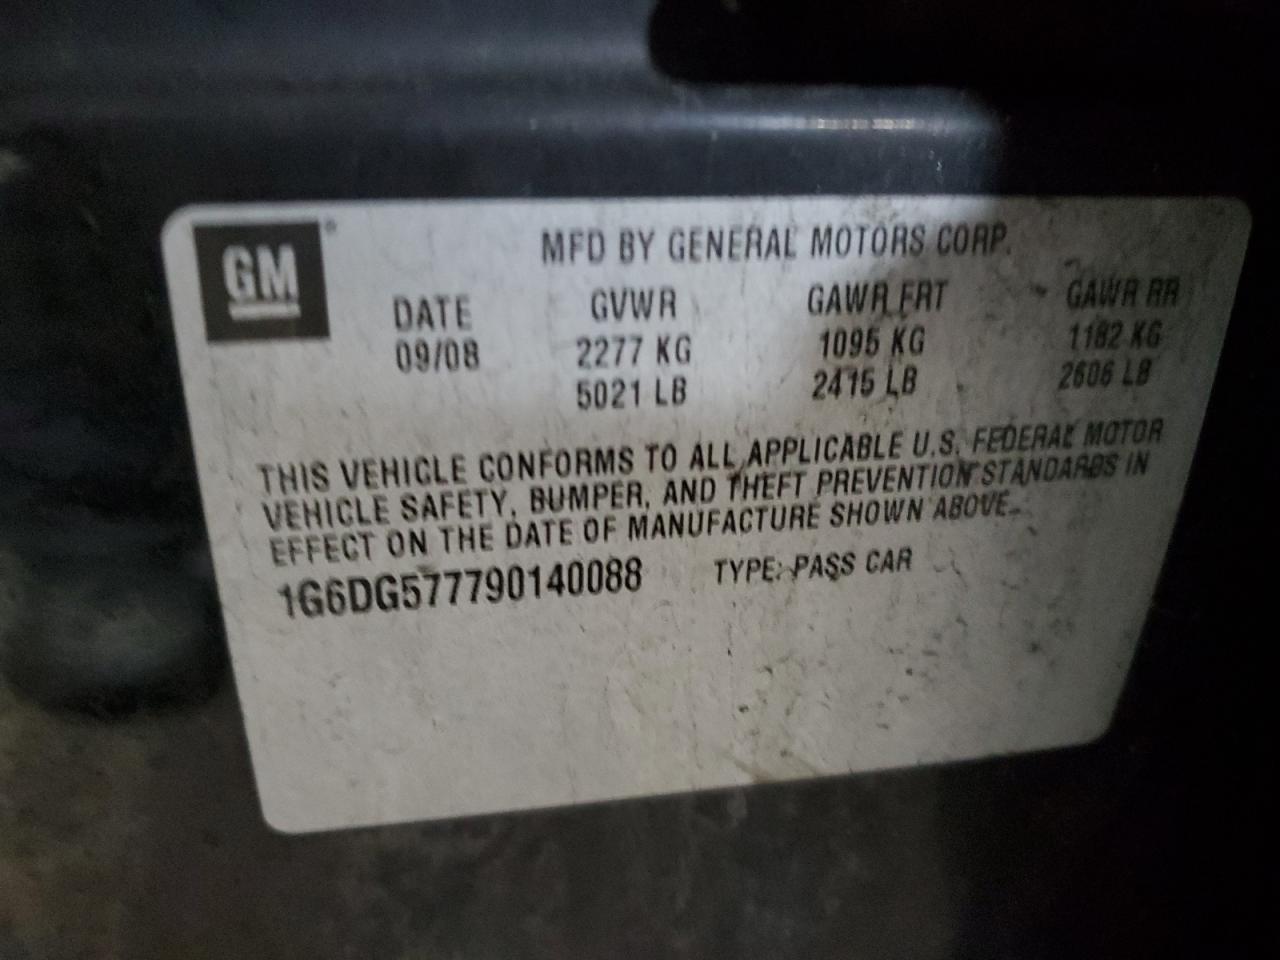 GM
MFD BY GENERAL MOTORS CORP.
DATE GVWR GAWR FRT GAWR RR
09/08 2277 KG 1095 KG 1182 KG
5021 LB 2415 LB 2606 LB
THIS VEHICLE CONFORMS TO ALL APPLICABLE U.S. FEDERAL MOTOR
VEHICLE SAFETY, BUMPER, AND THEFT PREVENTION STANDARDS IN
EFFECT ON THE DATE OF MANUFACTURE SHOWN ABOVE.
1G6DG577790140088 TYPE: PASS CAR